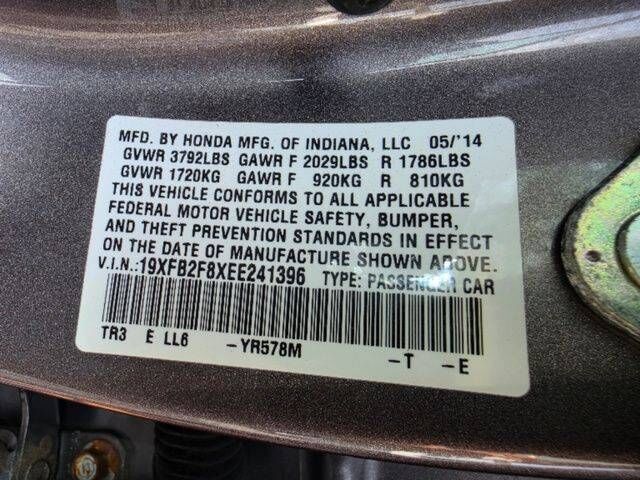 MFD. BY HONDA MFG. OF INDIANA, LLC 05/'14
GVWR 3792LBS GAWR F 2029LBS R 1786LBS
GVWR 1720KG GAWR F 920KG R 810KG
THIS VEHICLE CONFORMS TO ALL APPLICABLE
FEDERAL MOTOR VEHICLE SAFETY, BUMPER,
AND THEFT PREVENTION STANDARDS IN EFFECT
ON THE DATE OF MANUFACTURE SHOWN ABOVE.
V.I.N.:19XFB2F8XEE241396 TYPE: PASSENGER CAR
TR3 E LL6 -YR578M -T -E